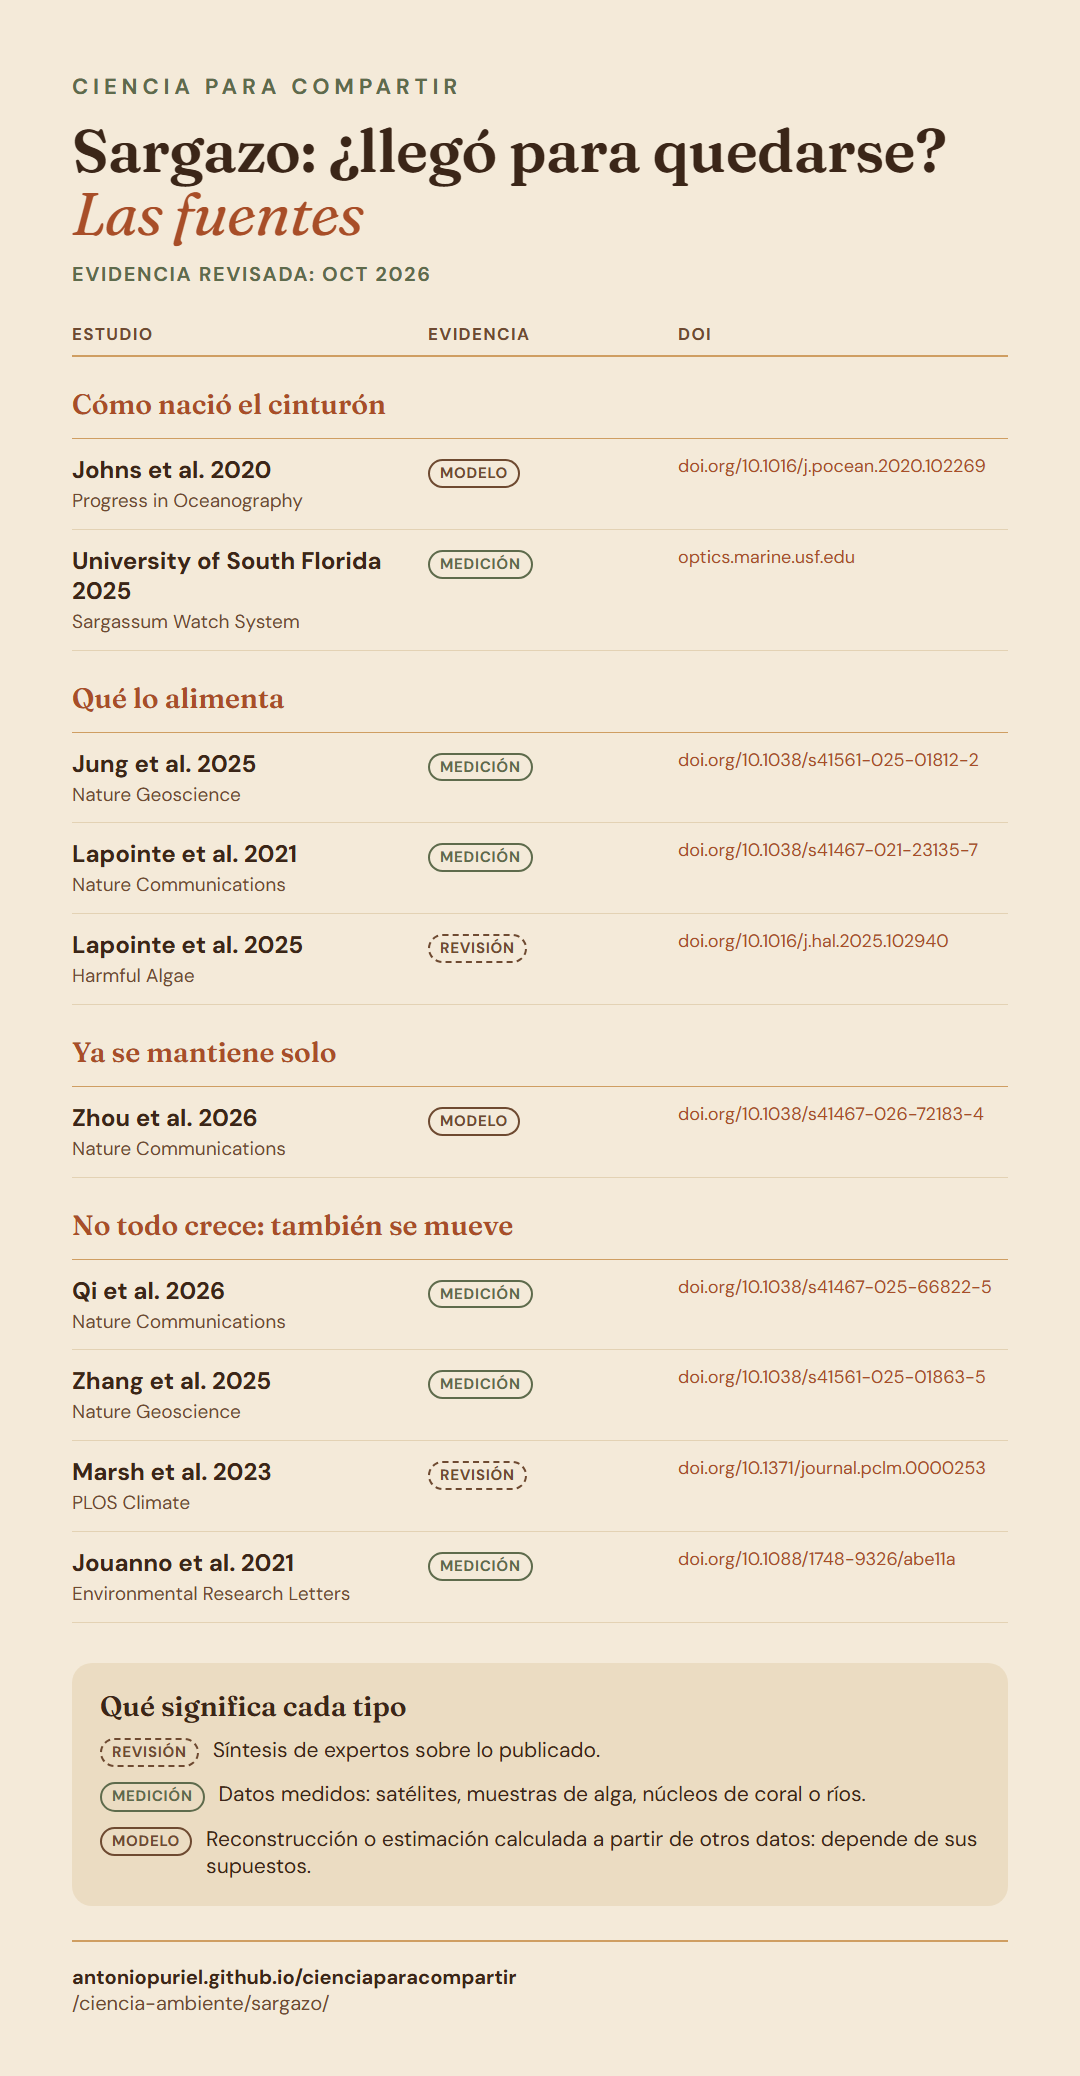 CIENCIA PARA COMPARTIR
Sargazo: ¿llegó para quedarse?
Las fuentes
EVIDENCIA REVISADA: OCT 2026
ESTUDIO EVIDENCIA DOI
Cómo nació el cinturón
Johns et al. 2020 MODELO doi.org/10.1016/j.pocean.2020.102269
Progress in Oceanography
University of South Florida MEDICIÓN optics.marine.usf.edu
2025
Sargassum Watch System
Qué lo alimenta
Jung et al. 2025 MEDICIÓN doi.org/10.1038/s41561-025-01812-2
Nature Geoscience
Lapointe et al. 2021 MEDICIÓN doi.org/10.1038/s41467-021-23135-7
Nature Communications
Lapointe et al. 2025 REVISIÓN doi.org/10.1016/j.hal.2025.102940
Harmful Algae
Ya se mantiene solo
Zhou et al. 2026 MODELO doi.org/10.1038/s41467-026-72183-4
Nature Communications
No todo crece: también se mueve
Qi et al. 2026 MEDICIÓN doi.org/10.1038/s41467-025-66822-5
Nature Communications
Zhang et al. 2025 MEDICIÓN doi.org/10.1038/s41561-025-01863-5
Nature Geoscience
Marsh et al. 2023 REVISIÓN doi.org/10.1371/journal.pclm.0000253
PLOS Climate
Jouanno et al. 2021 MEDICIÓN doi.org/10.1088/1748-9326/abe11a
Environmental Research Letters
Qué significa cada tipo
REVISIÓN Síntesis de expertos sobre lo publicado.
MEDICIÓN Datos medidos: satélites, muestras de alga, núcleos de coral o ríos.
MODELO Reconstrucción o estimación calculada a partir de otros datos: depende de sus
supuestos.
antoniopuriel.github.io/cienciaparacompartir
/ciencia-ambiente/sargazo/